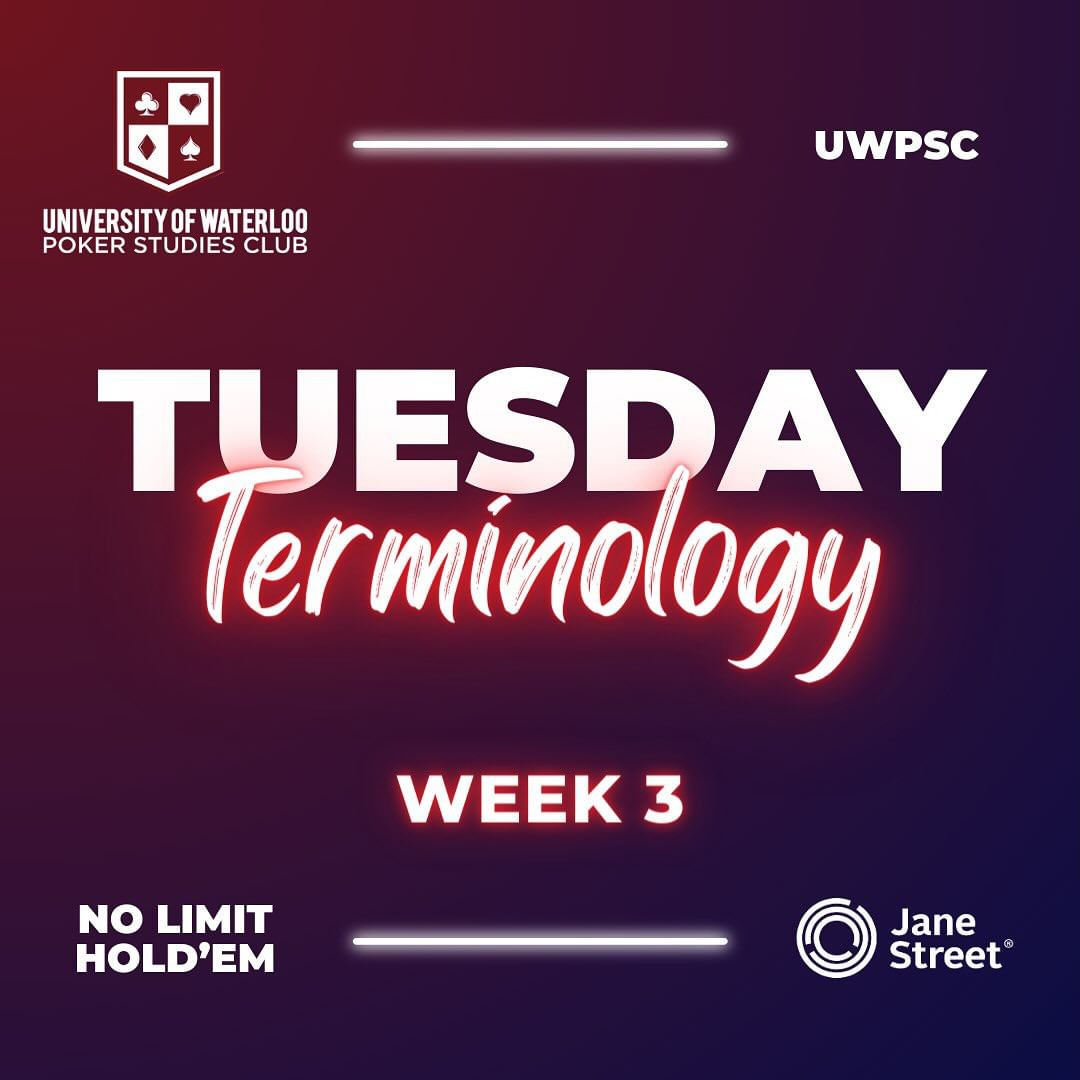 UNIVERSITY OF WATERLOO
POKER STUDIES CLUB
UWPSC
TUESDAY
Terminology
WEEK 3
NO LIMIT
HOLD'EM
Jane
Street®